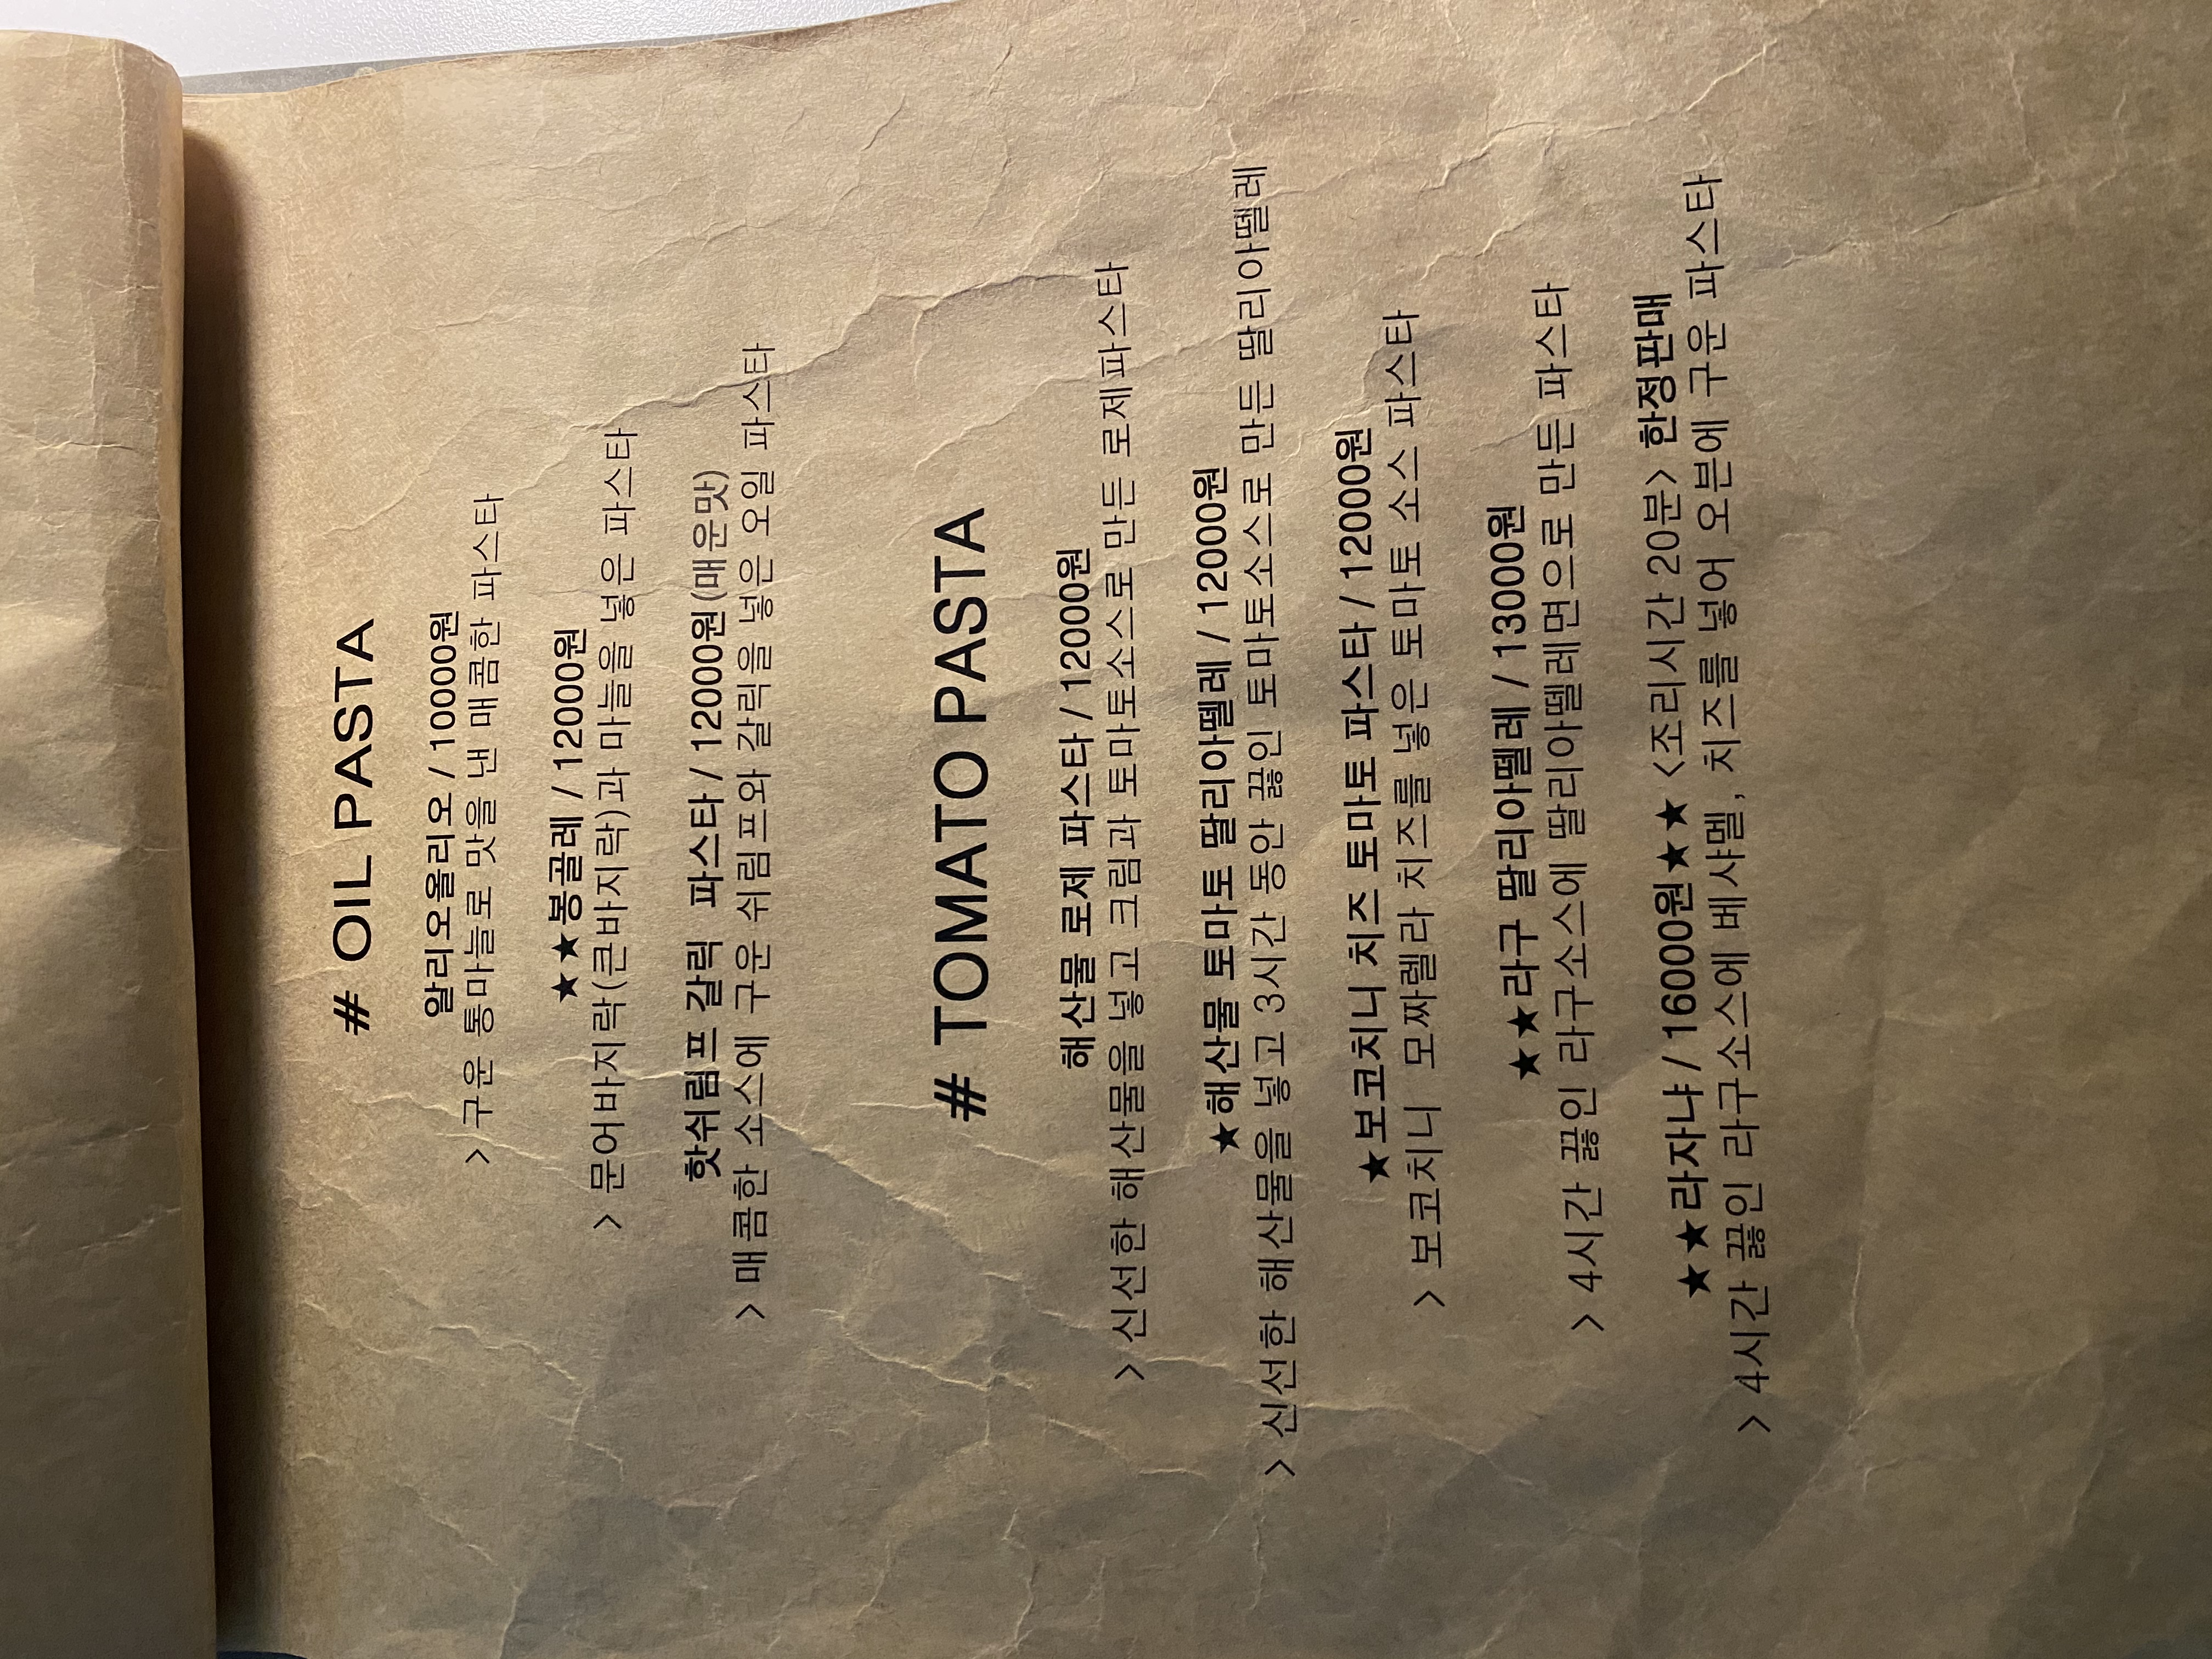 # OIL PASTA
알리오올리오 / 10000원
> 구운 통마늘로 맛을 낸 매콤한 파스타
★★봉골레 / 12000원
> 문어바지락(큰바지락)과 마늘을 넣은 파스타
핫쉬림프 갈릭 파스타 / 12000원(매운맛)
> 매콤한 소스에 구운 쉬림프와 갈릭을 넣은 오일 파스타
# TOMATO PASTA
해산물 로제 파스타 / 12000원
> 신선한 해산물을 넣고 크림과 토마토소스로 만든 로제파스타
★해산물 토마토 딸리아뗄레 / 12000원
> 신선한 해산물을 넣고 3시간 동안 끓인 토마토소스로 만든 딸리아뗄레
★보코치니 치즈 토마토 파스타 / 12000원
> 보코치니 모짜렐라 치즈를 넣은 토마토 소스 파스타
★★라구 딸리아뗄레 / 13000원
> 4시간 끓인 라구소스에 딸리아뗄레면으로 만든 파스타
★★라자냐 / 16000원★★ <조리시간 20분> 한정판매
> 4시간 끓인 라구소스에 베샤멜, 치즈를 넣어 오븐에 구운 파스타